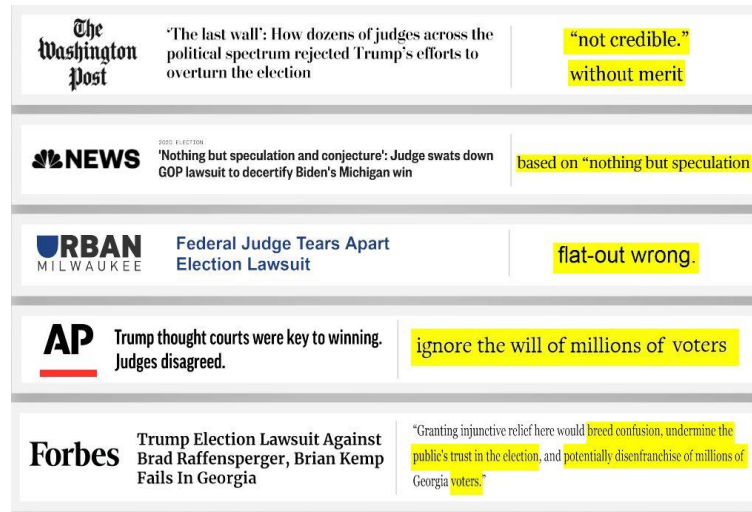 The
Washington
Post
‘The last wall’: How dozens of judges across the
political spectrum rejected Trump’s efforts to
overturn the election
“not credible.”
without merit
NEWS
2020 ELECTION
'Nothing but speculation and conjecture': Judge swats down
GOP lawsuit to decertify Biden's Michigan win
based on “nothing but speculation
URBAN
MILWAUKEE
Federal Judge Tears Apart
Election Lawsuit
flat-out wrong.
AP
Trump thought courts were key to winning.
Judges disagreed.
ignore the will of millions of voters
Forbes
Trump Election Lawsuit Against
Brad Raffensperger, Brian Kemp
Fails In Georgia
“Granting injunctive relief here would breed confusion, undermine the
public’s trust in the election, and potentially disenfranchise of millions of
Georgia voters.”